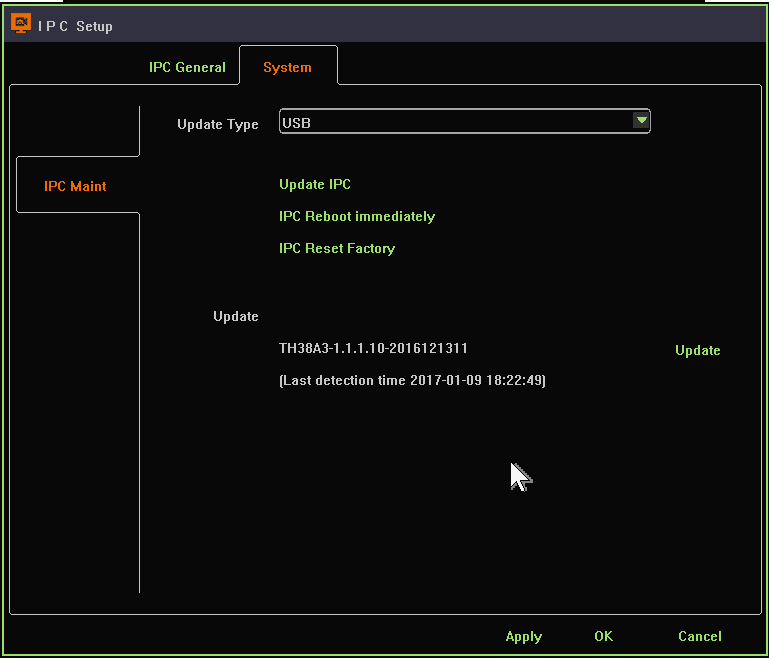 I P C Setup
IPC General System
Update Type USB
IPC Maint
Update IPC
IPC Reboot immediately
IPC Reset Factory
Update
TH38A3-1.1.1.10-2016121311 Update
(Last detection time 2017-01-09 18:22:49)
Apply OK Cancel